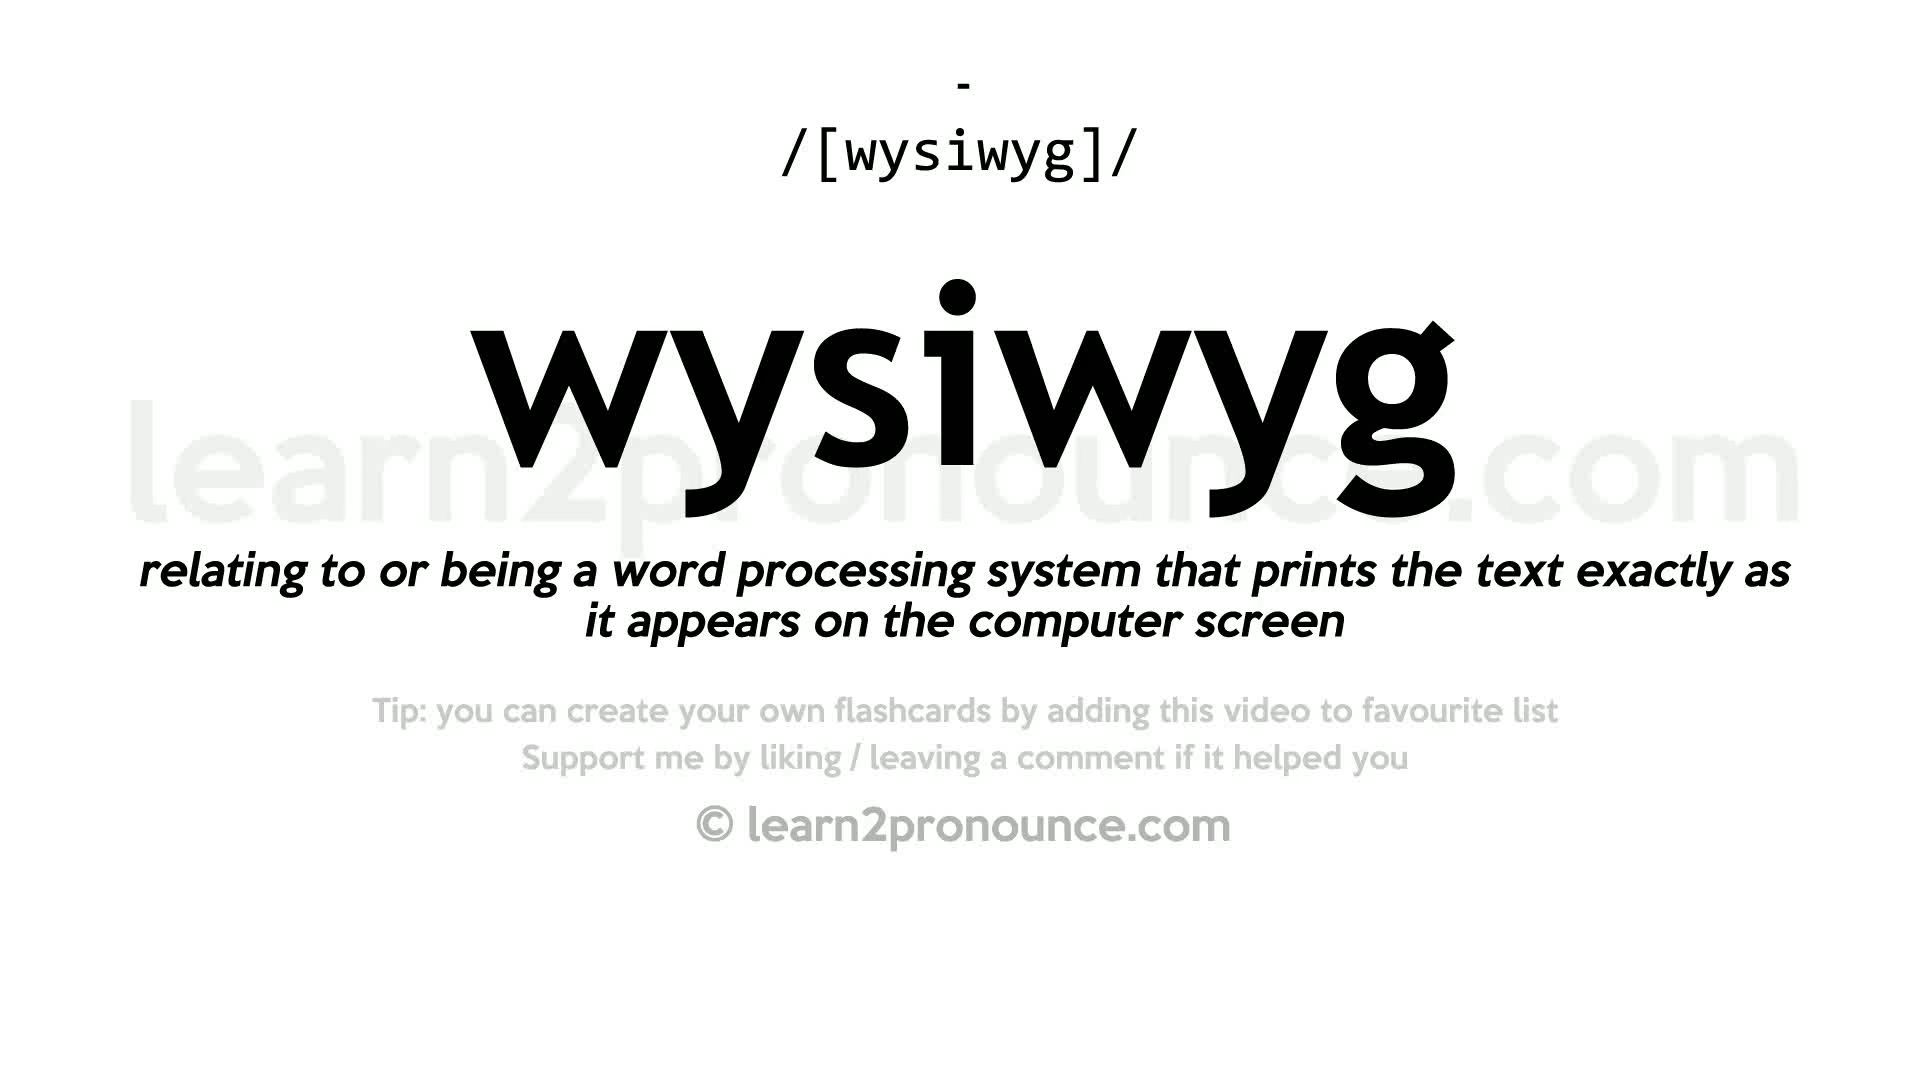 -
/[wysiwyg]/
wysiwyg
learn2pronounce.com
relating to or being a word processing system that prints the text exactly as
it appears on the computer screen
Tip: you can create your own flashcards by adding this video to favourite list
Support me by liking / leaving a comment if it helped you
© learn2pronounce.com